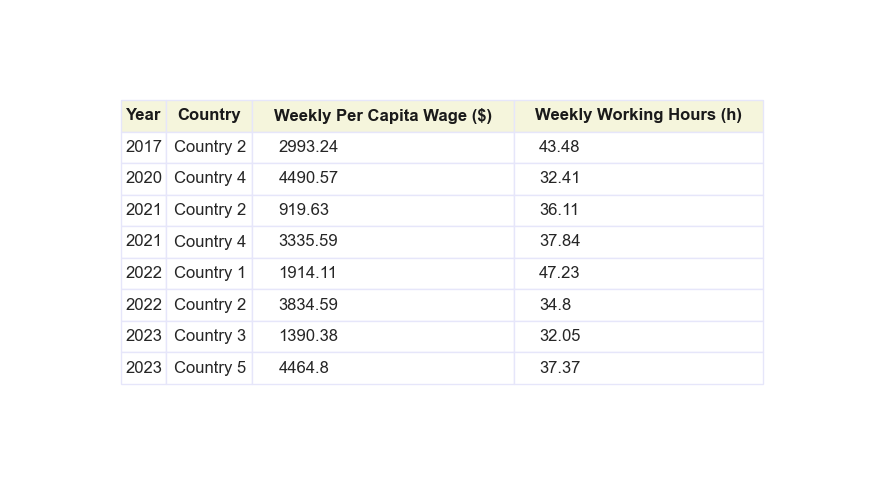 Year Country Weekly Per Capita Wage ($) Weekly Working Hours (h)
2017 Country 2 2993.24 43.48
2020 Country 4 4490.57 32.41
2021 Country 2 919.63 36.11
2021 Country 4 3335.59 37.84
2022 Country 1 1914.11 47.23
2022 Country 2 3834.59 34.8
2023 Country 3 1390.38 32.05
2023 Country 5 4464.8 37.37